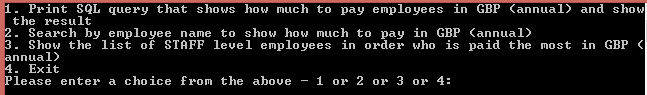 1. Print SQL query that shows how much to pay employees in GBP (annual) and show
the result
2. Search by employee name to show how much to pay in GBP (annual)
3. Show the list of STAFF level employees in order who is paid the most in GBP (
annual)
4. Exit
Please enter a choice from the above - 1 or 2 or 3 or 4: